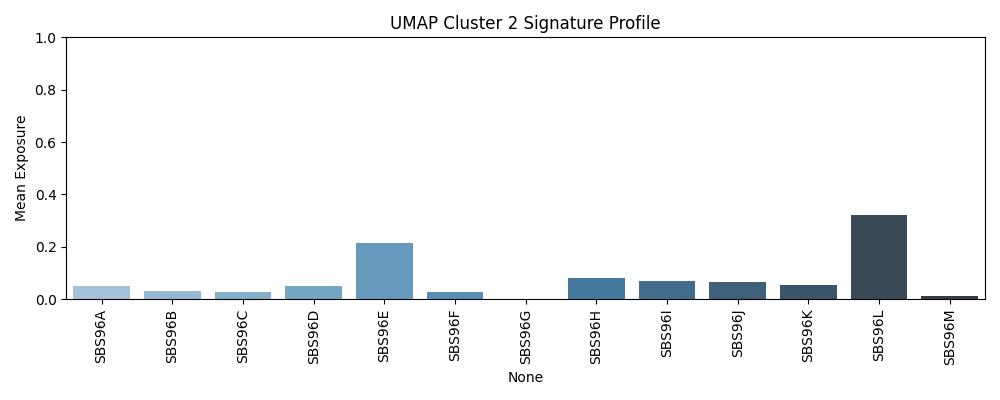 UMAP Cluster 2 Signature Profile
Mean Exposure
1.0
0.8
0.6
0.4
0.2
0.0
SBS96A
SBS96B
SBS96C
SBS96D
SBS96E
SBS96F
SBS96G
SBS96H
SBS96I
SBS96J
SBS96K
SBS96L
SBS96M
None